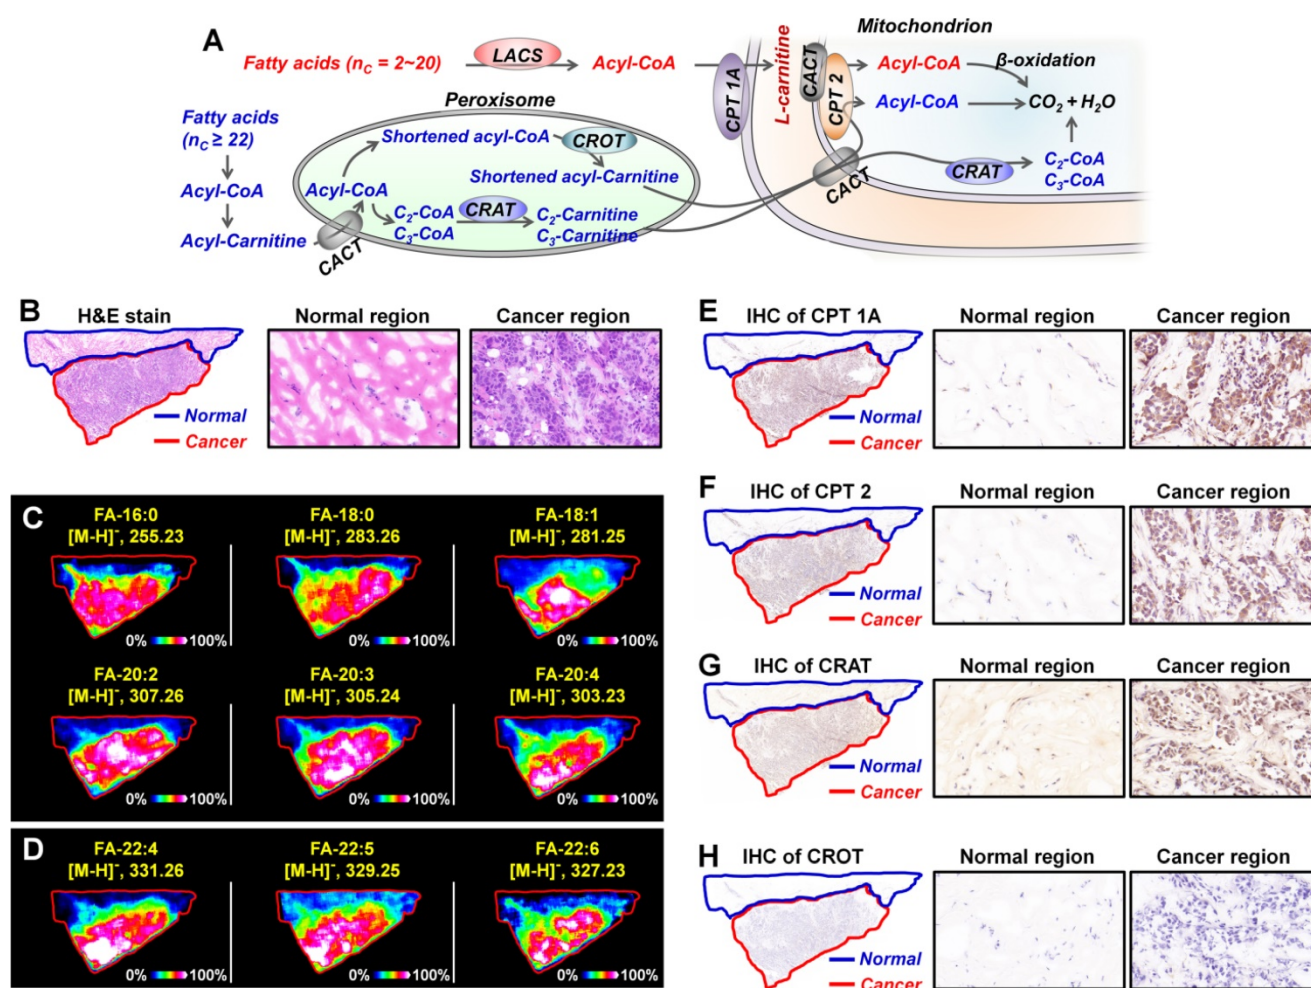 A
Mitochondrion
Fatty acids (nC = 2~20)
LACS
Acyl-CoA
CPT 1A
L-carnitine
CACT
CPT 2
Acyl-CoA
β-oxidation
Acyl-CoA
CO2 + H2O
Peroxisome
Fatty acids
(nC ≥ 22)
Acyl-CoA
Acyl-Carnitine
CACT
Acyl-CoA
Shortened acyl-CoA
CROT
Shortened acyl-Carnitine
C2-CoA
C3-CoA
CRAT
C2-Carnitine
C3-Carnitine
CACT
CRAT
C2-CoA
C3-CoA
B
H&E stain
Normal region
Cancer region
Normal
Cancer
C
FA-16:0
[M-H]-, 255.23
0% 100%
FA-18:0
[M-H]-, 283.26
0% 100%
FA-18:1
[M-H]-, 281.25
0% 100%
FA-20:2
[M-H]-, 307.26
0% 100%
FA-20:3
[M-H]-, 305.24
0% 100%
FA-20:4
[M-H]-, 303.23
0% 100%
D
FA-22:4
[M-H]-, 331.26
0% 100%
FA-22:5
[M-H]-, 329.25
0% 100%
FA-22:6
[M-H]-, 327.23
0% 100%
E
IHC of CPT 1A
Normal region
Cancer region
Normal
Cancer
F
IHC of CPT 2
Normal region
Cancer region
Normal
Cancer
G
IHC of CRAT
Normal region
Cancer region
Normal
Cancer
H
IHC of CROT
Normal region
Cancer region
Normal
Cancer